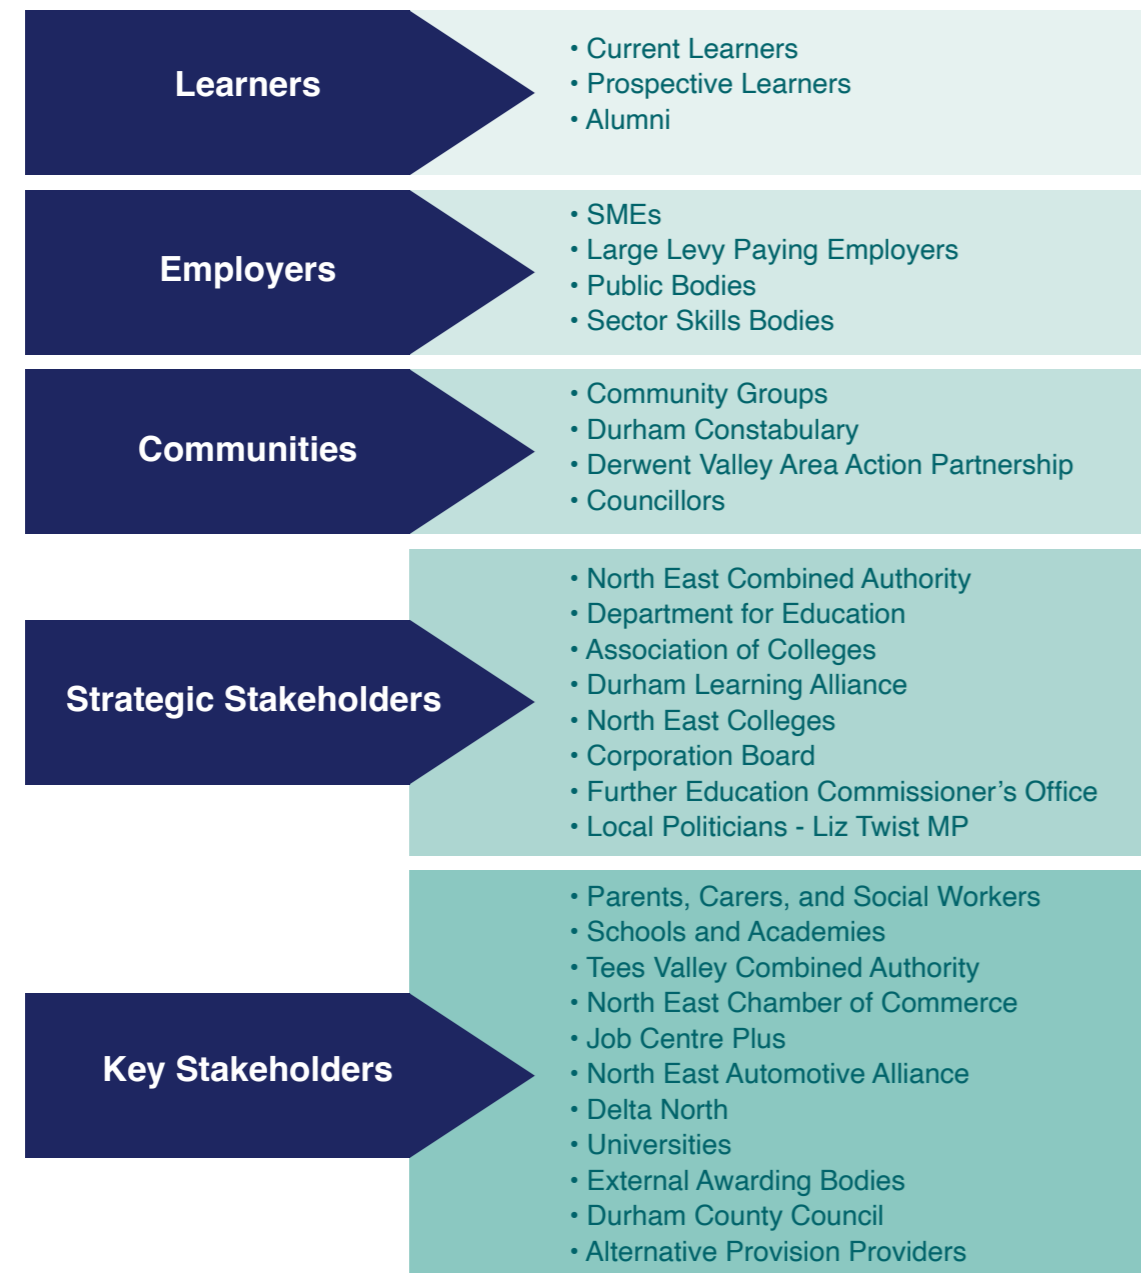 Learners
• Current Learners
• Prospective Learners
• Alumni
Employers
• SMEs
• Large Levy Paying Employers
• Public Bodies
• Sector Skills Bodies
Communities
• Community Groups
• Durham Constabulary
• Derwent Valley Area Action Partnership
• Councillors
Strategic Stakeholders
• North East Combined Authority
• Department for Education
• Association of Colleges
• Durham Learning Alliance
• North East Colleges
• Corporation Board
• Further Education Commissioner’s Office
• Local Politicians - Liz Twist MP
Key Stakeholders
• Parents, Carers, and Social Workers
• Schools and Academies
• Tees Valley Combined Authority
• North East Chamber of Commerce
• Job Centre Plus
• North East Automotive Alliance
• Delta North
• Universities
• External Awarding Bodies
• Durham County Council
• Alternative Provision Providers